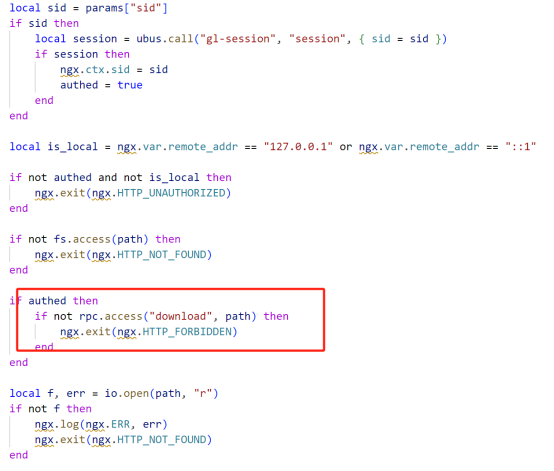 local sid = params["sid"]
if sid then
    local session = ubus.call("gl-session", "session", { sid = sid })
    if session then
        ngx.ctx.sid = sid
        authed = true
    end
end

local is_local = ngx.var.remote_addr == "127.0.0.1" or ngx.var.remote_addr == "::1"

if not authed and not is_local then
    ngx.exit(ngx.HTTP_UNAUTHORIZED)
end

if not fs.access(path) then
    ngx.exit(ngx.HTTP_NOT_FOUND)
end

if authed then
    if not rpc.access("download", path) then
        ngx.exit(ngx.HTTP_FORBIDDEN)
    end
end

local f, err = io.open(path, "r")
if not f then
    ngx.log(ngx.ERR, err)
    ngx.exit(ngx.HTTP_NOT_FOUND)
end